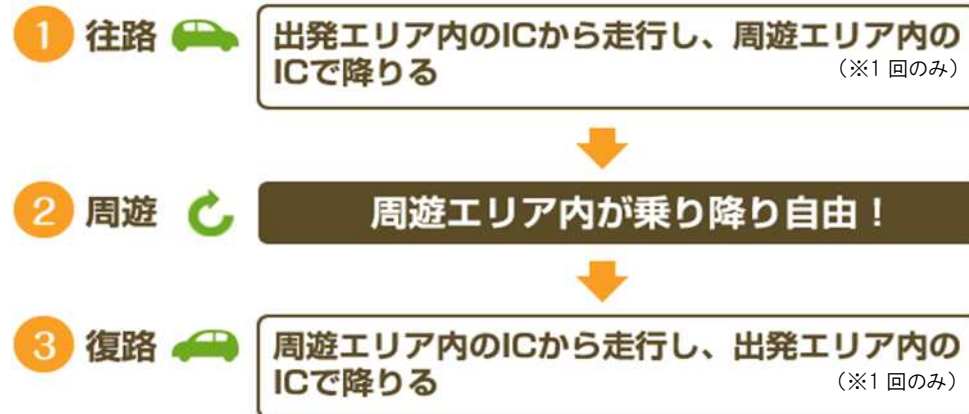 1 往路 出発エリア内のICから走行し、周遊エリア内の
ICで降りる (※1 回のみ)
2 周遊 周遊エリア内が乗り降り自由！
3 復路 周遊エリア内のICから走行し、出発エリア内の
ICで降りる (※1 回のみ)